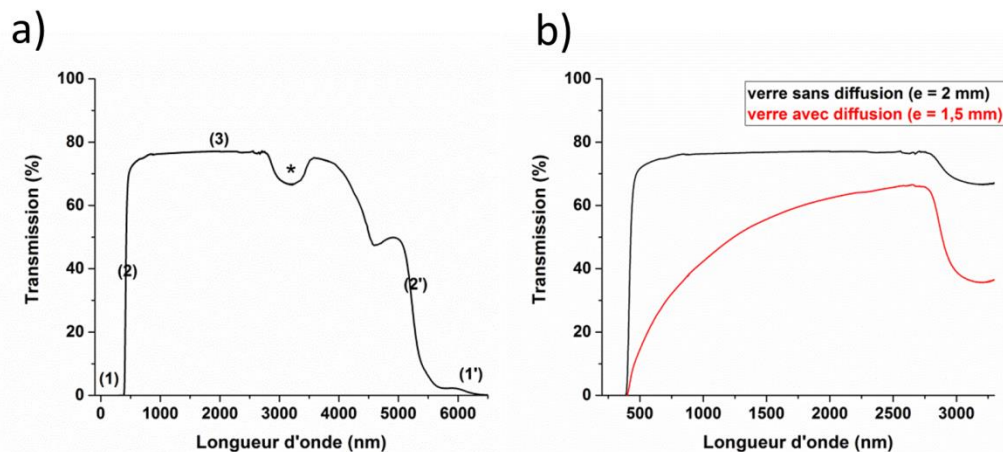 a)
100
80
60
40
20
0
Transmission (%)
(1)
(2)
(3)
*
(2')
(1')
0 1000 2000 3000 4000 5000 6000
Longueur d'onde (nm)
b)
100
80
60
40
20
0
Transmission (%)
verre sans diffusion (e = 2 mm)
verre avec diffusion (e = 1,5 mm)
500 1000 1500 2000 2500 3000
Longueur d'onde (nm)